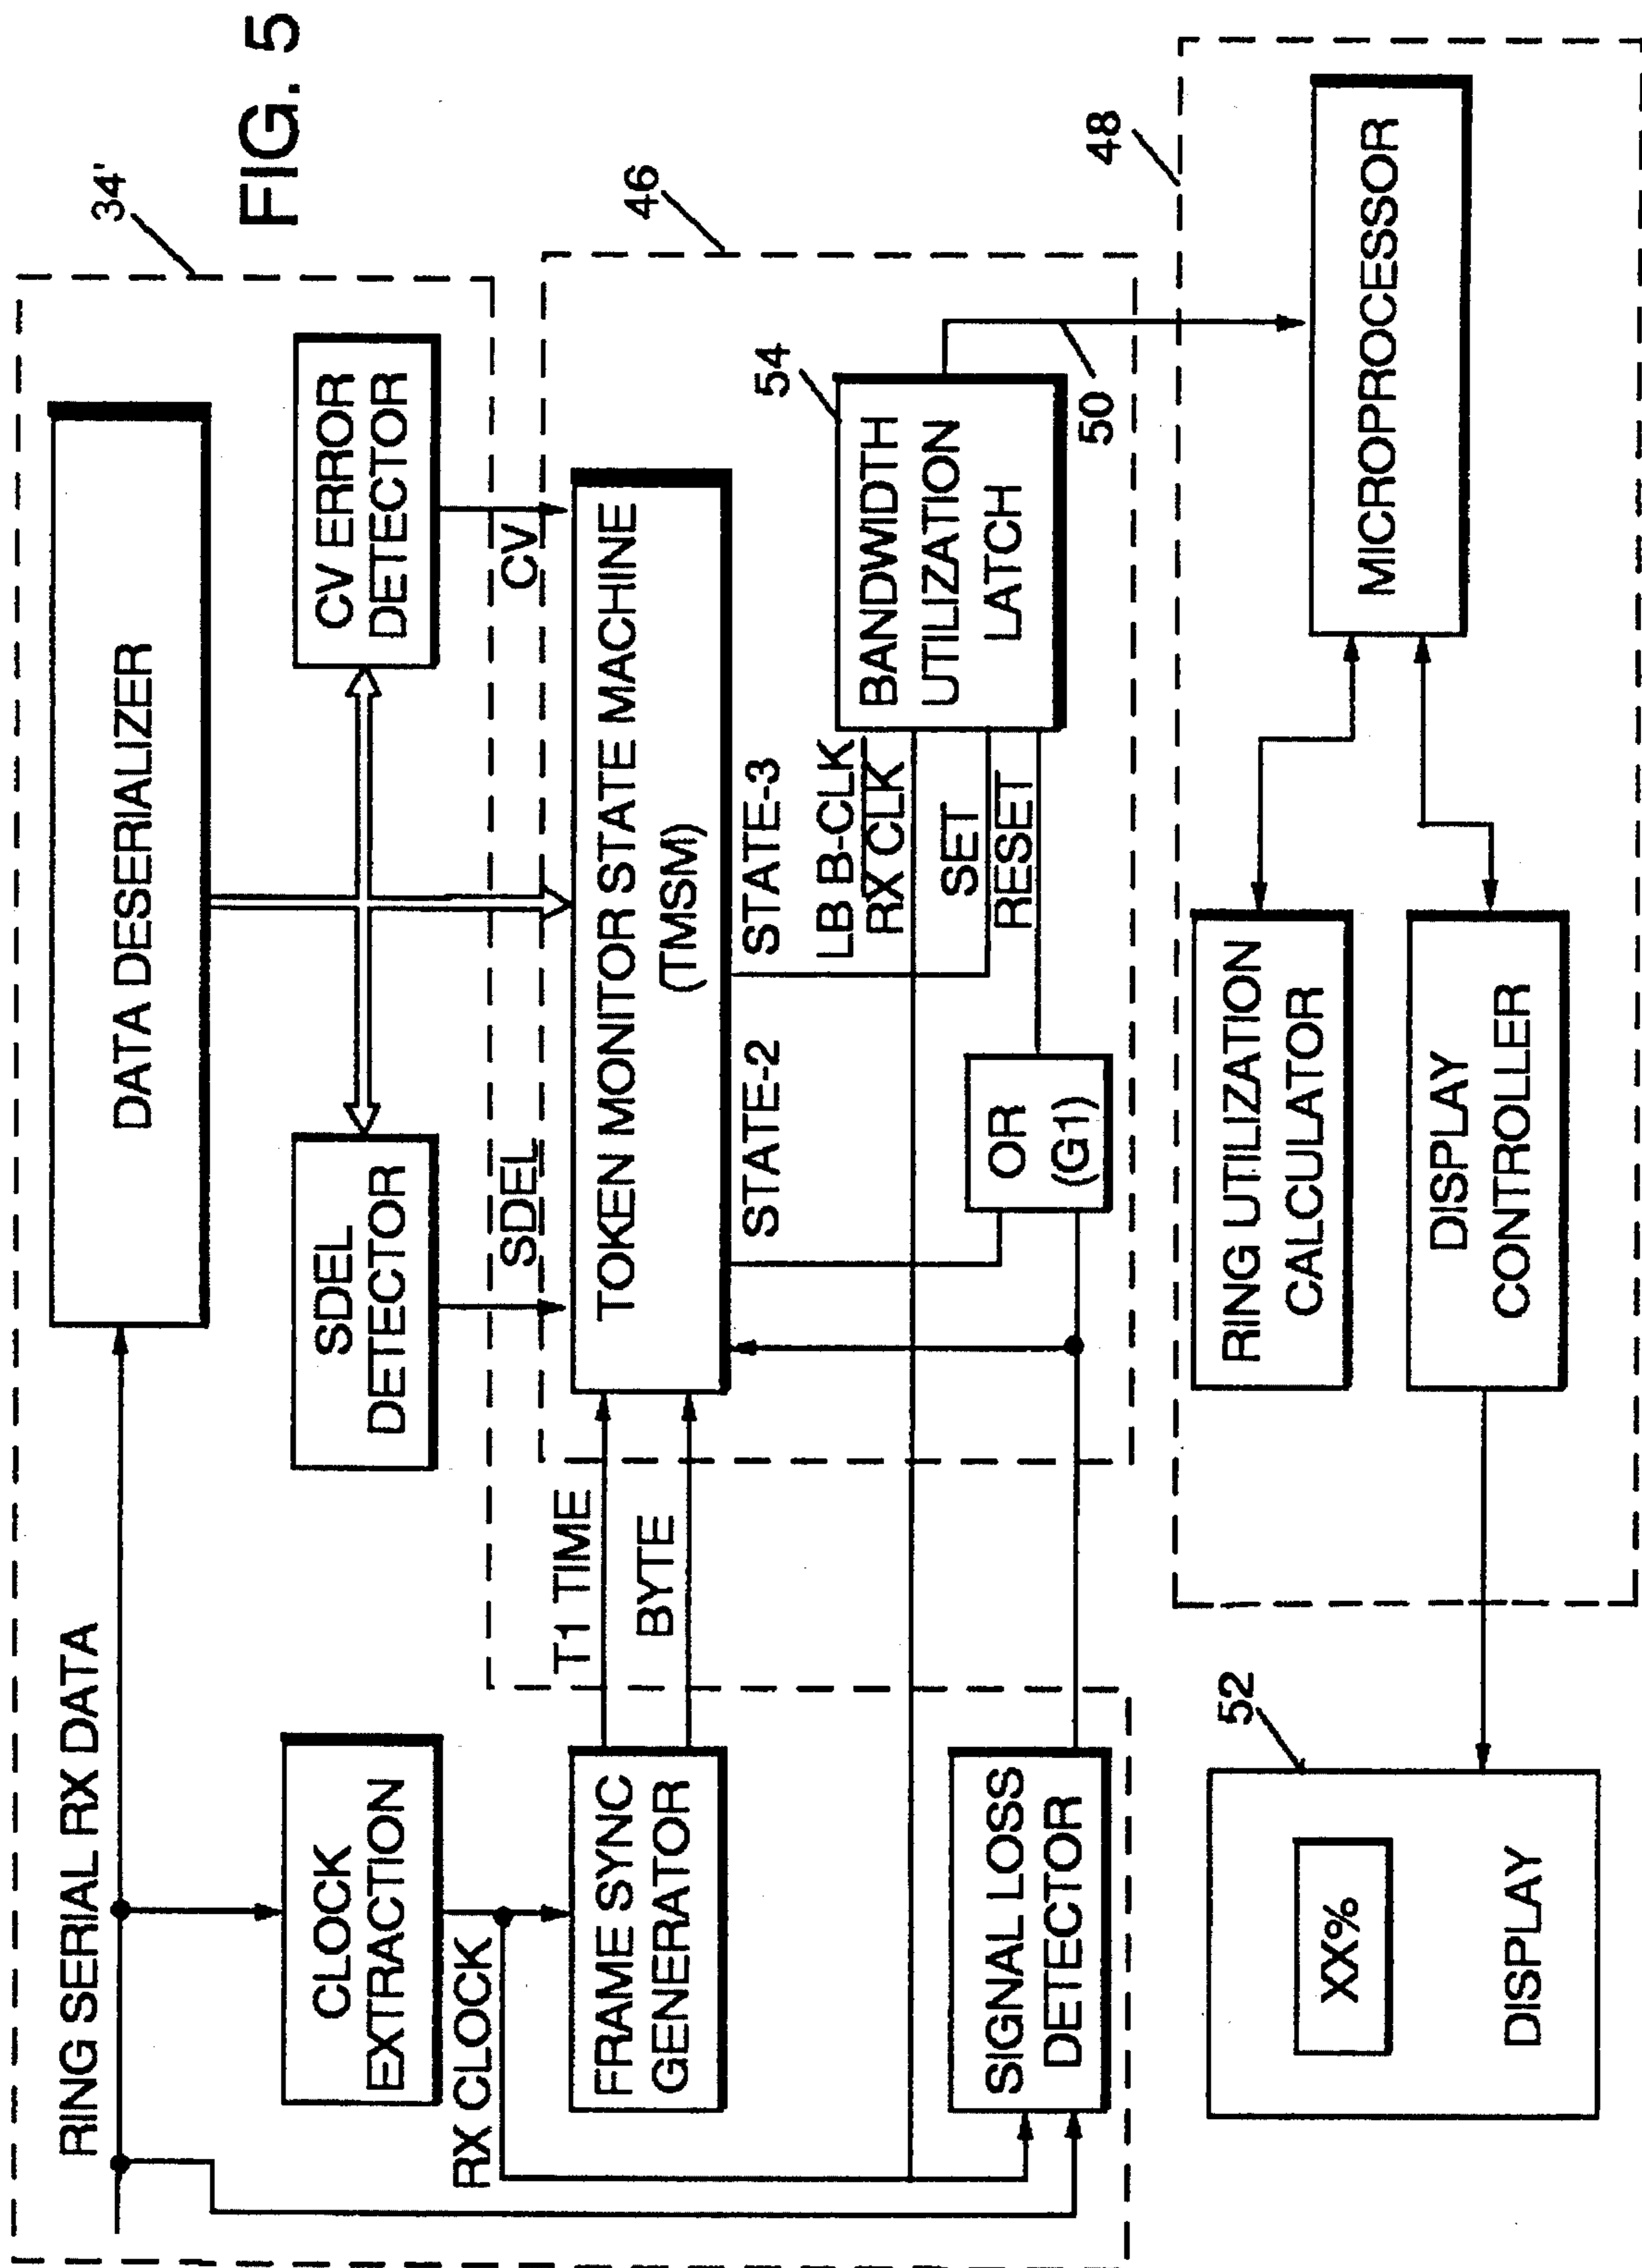 FIG. 5
34'
RING SERIAL RX DATA
DATA DESERIALIZER
CLOCK
EXTRACTION
SDEL
DETECTOR
CV ERROR
DETECTOR
RX CLOCK
SDEL
CV
46
FRAME SYNC
GENERATOR
T1 TIME
BYTE
TOKEN MONITOR STATE MACHINE
(TMSM)
STATE-2
STATE-3
LB B-CLK
RX CLK
SET
RESET
54
BANDWIDTH
UTILIZATION
LATCH
OR
(G1)
SIGNAL LOSS
DETECTOR
50
48
52
XX%
DISPLAY
RING UTILIZATION
CALCULATOR
DISPLAY
CONTROLLER
MICROPROCESSOR